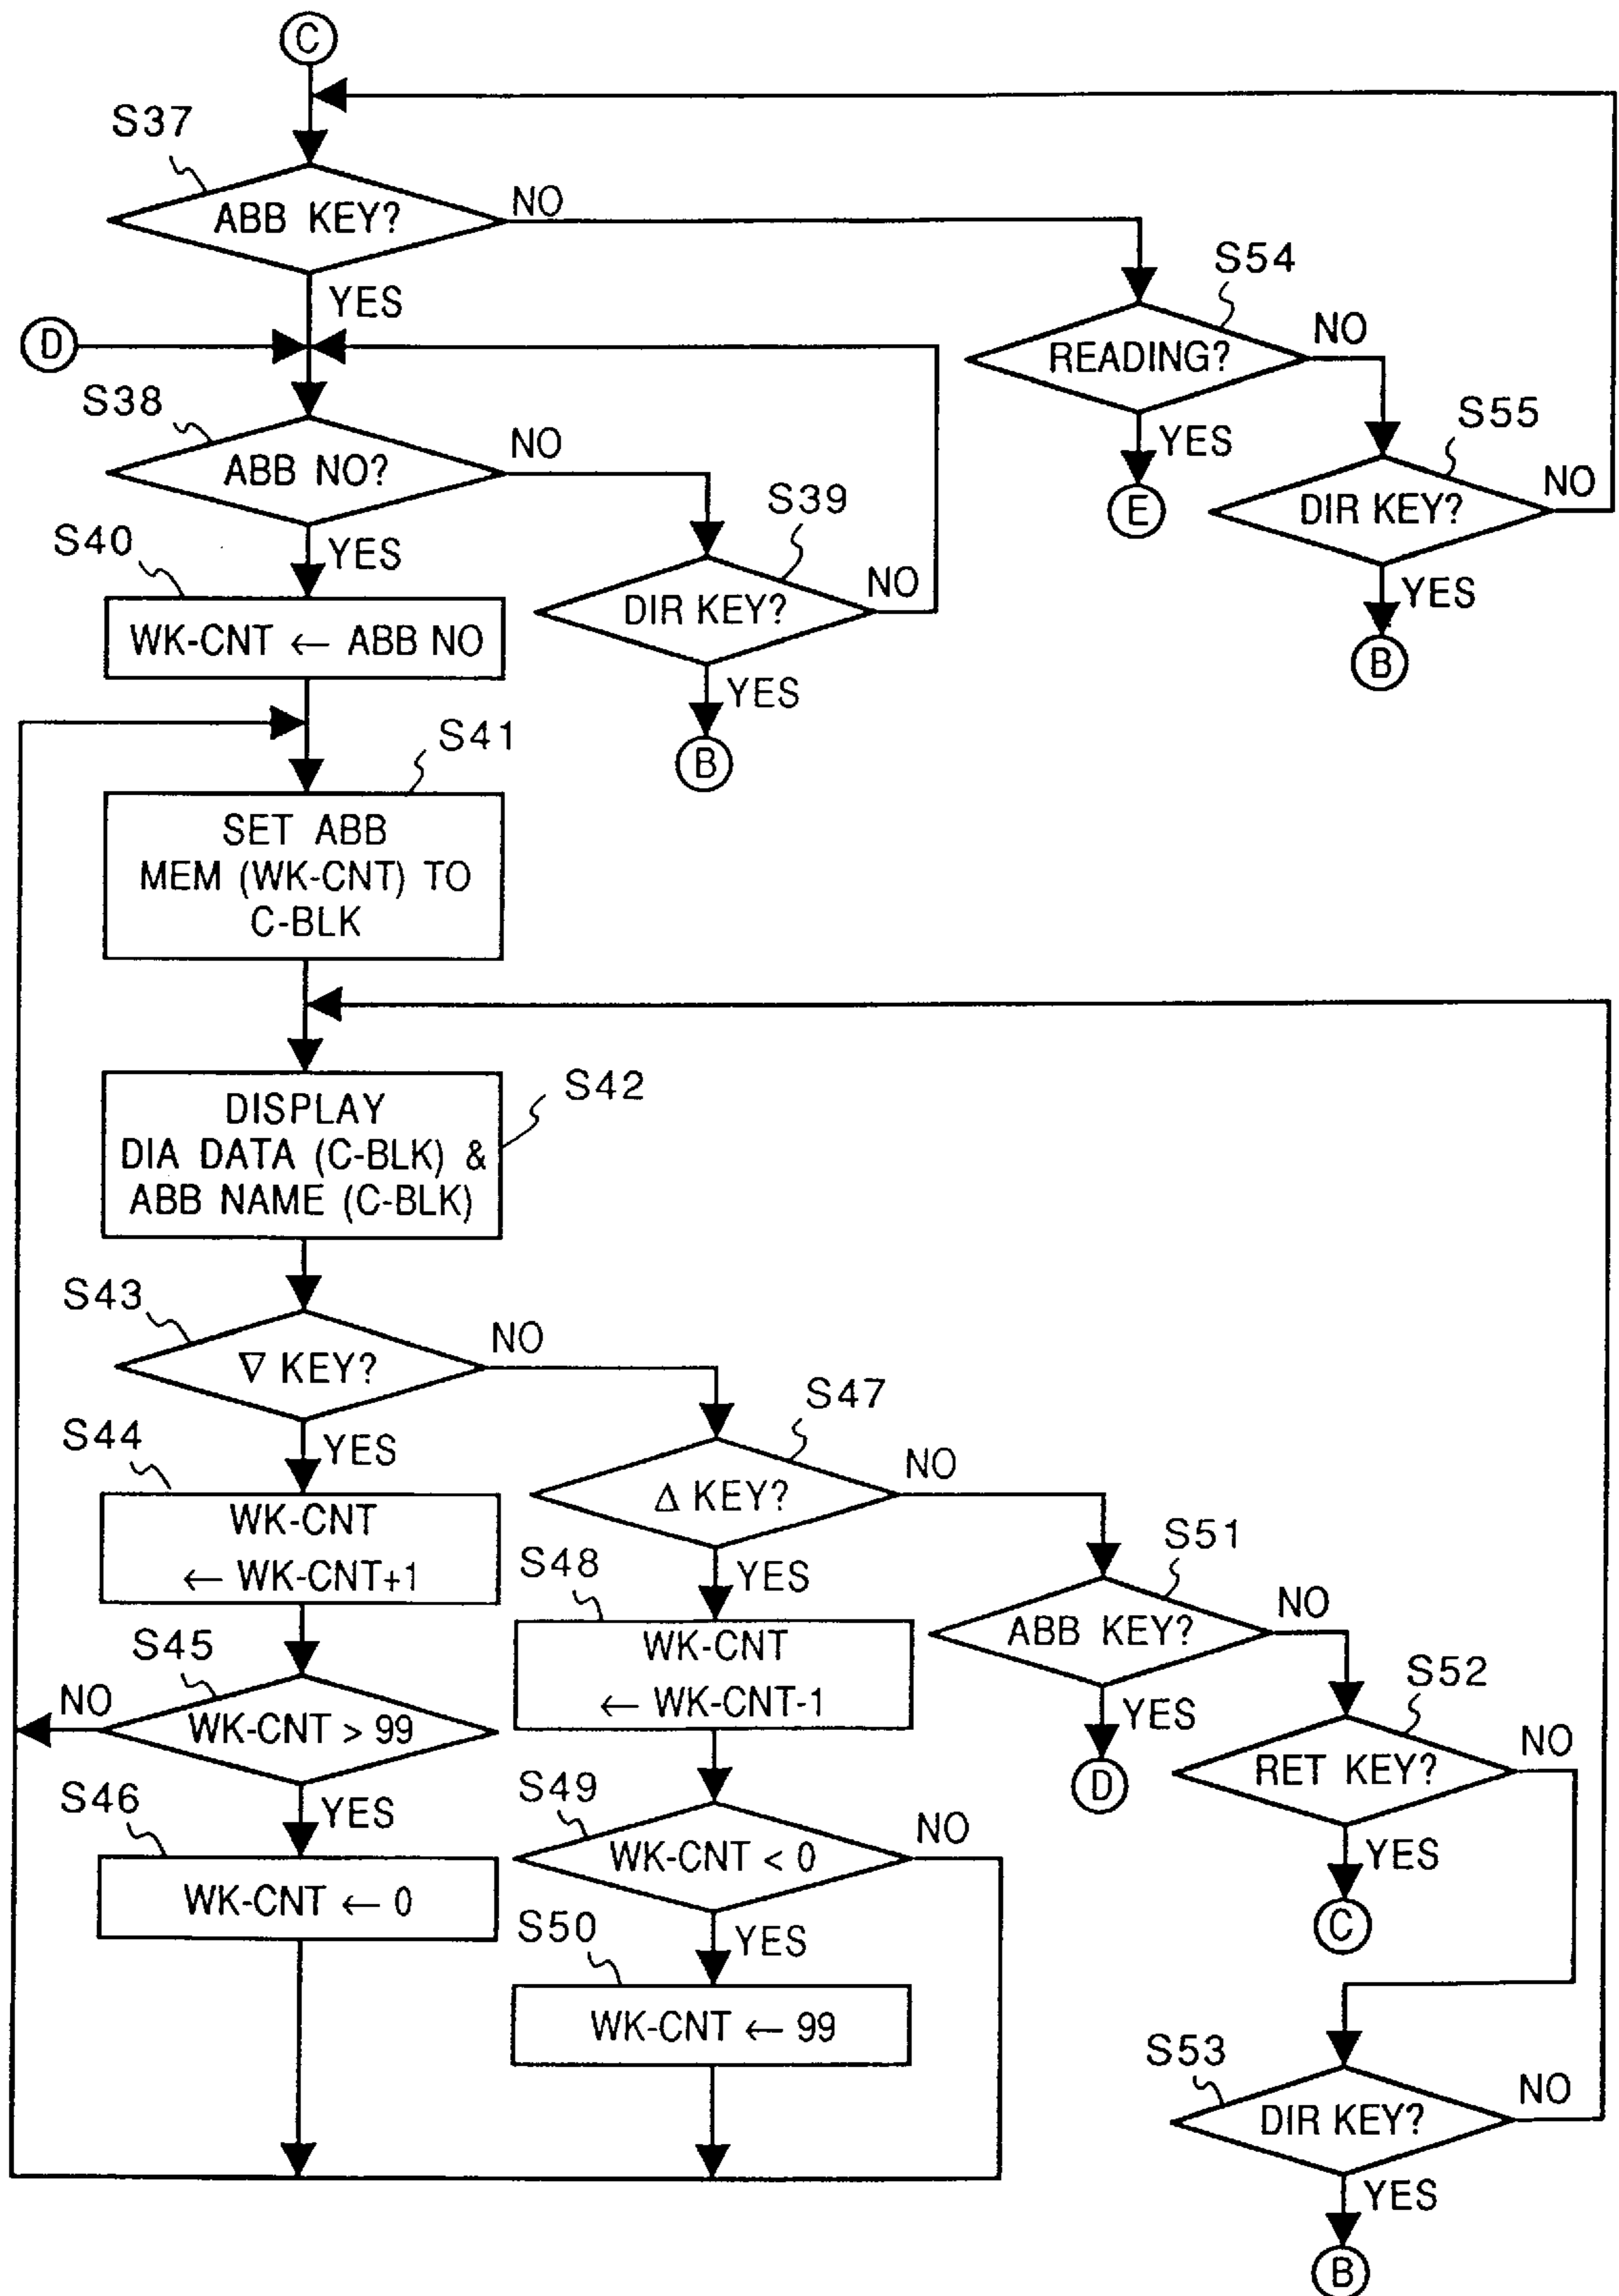 C
S37
ABB KEY?
NO
YES
S54
READING?
NO
YES
E
S55
DIR KEY?
NO
YES
B
D
S38
ABB NO?
NO
YES
S39
DIR KEY?
NO
YES
B
S40
WK-CNT ← ABB NO
S41
SET ABB
MEM (WK-CNT) TO
C-BLK
S42
DISPLAY
DIA DATA (C-BLK) &
ABB NAME (C-BLK)
S43
∇ KEY?
NO
YES
S44
WK-CNT
← WK-CNT+1
S45
NO
WK-CNT > 99
YES
S46
WK-CNT ← 0
S47
Δ KEY?
NO
YES
S48
WK-CNT
← WK-CNT-1
S49
WK-CNT < 0
NO
YES
S50
WK-CNT ← 99
S51
ABB KEY?
NO
YES
D
S52
RET KEY?
NO
YES
C
S53
DIR KEY?
NO
YES
B